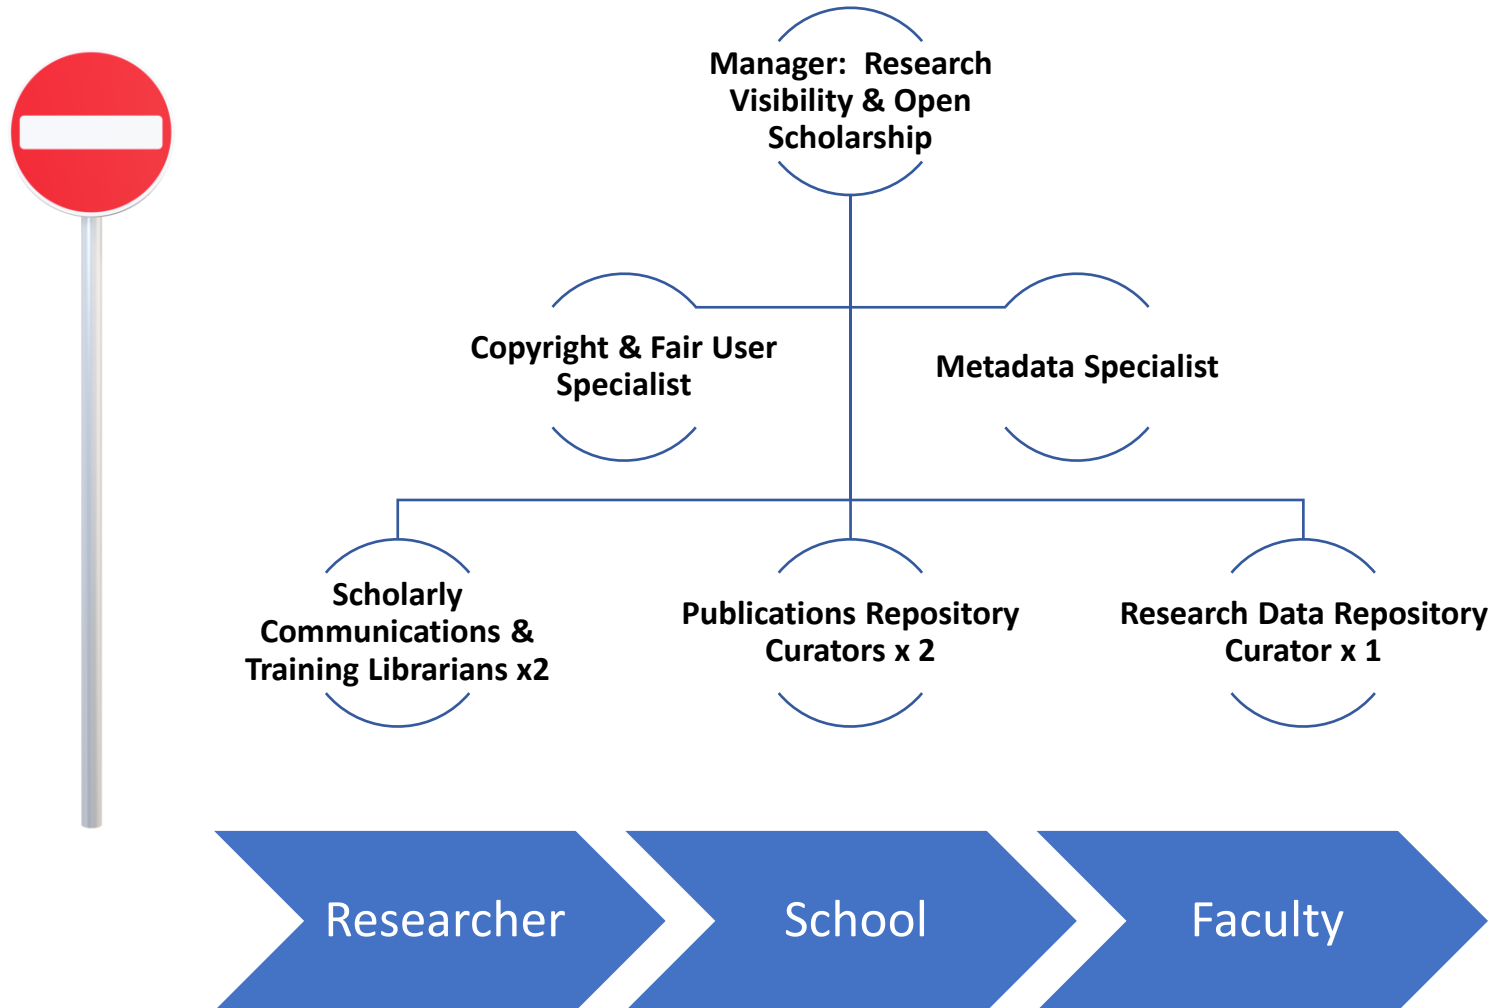 Manager:  Research
Visibility & Open
Scholarship
Copyright & Fair User
Specialist
Metadata Specialist
Scholarly
Communications &
Training Librarians x2
Publications Repository
Curators x 2
Research Data Repository
Curator x 1
Researcher
School
Faculty